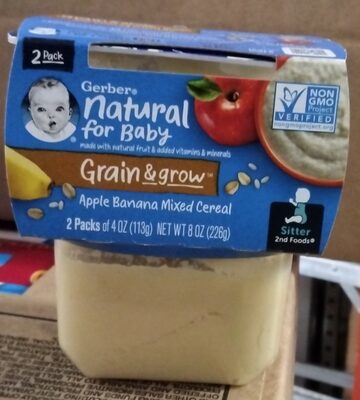 2 Pack
Gerber®
Natural
for Baby
made with natural fruit & added vitamins & minerals
Grain & grow™
Apple Banana Mixed Cereal
2 Packs of 4 OZ (113g) NET WT 8 OZ (226g)
NON
GMO
Project
VERIFIED
nongmoproject.org
Sitter
2nd Foods®